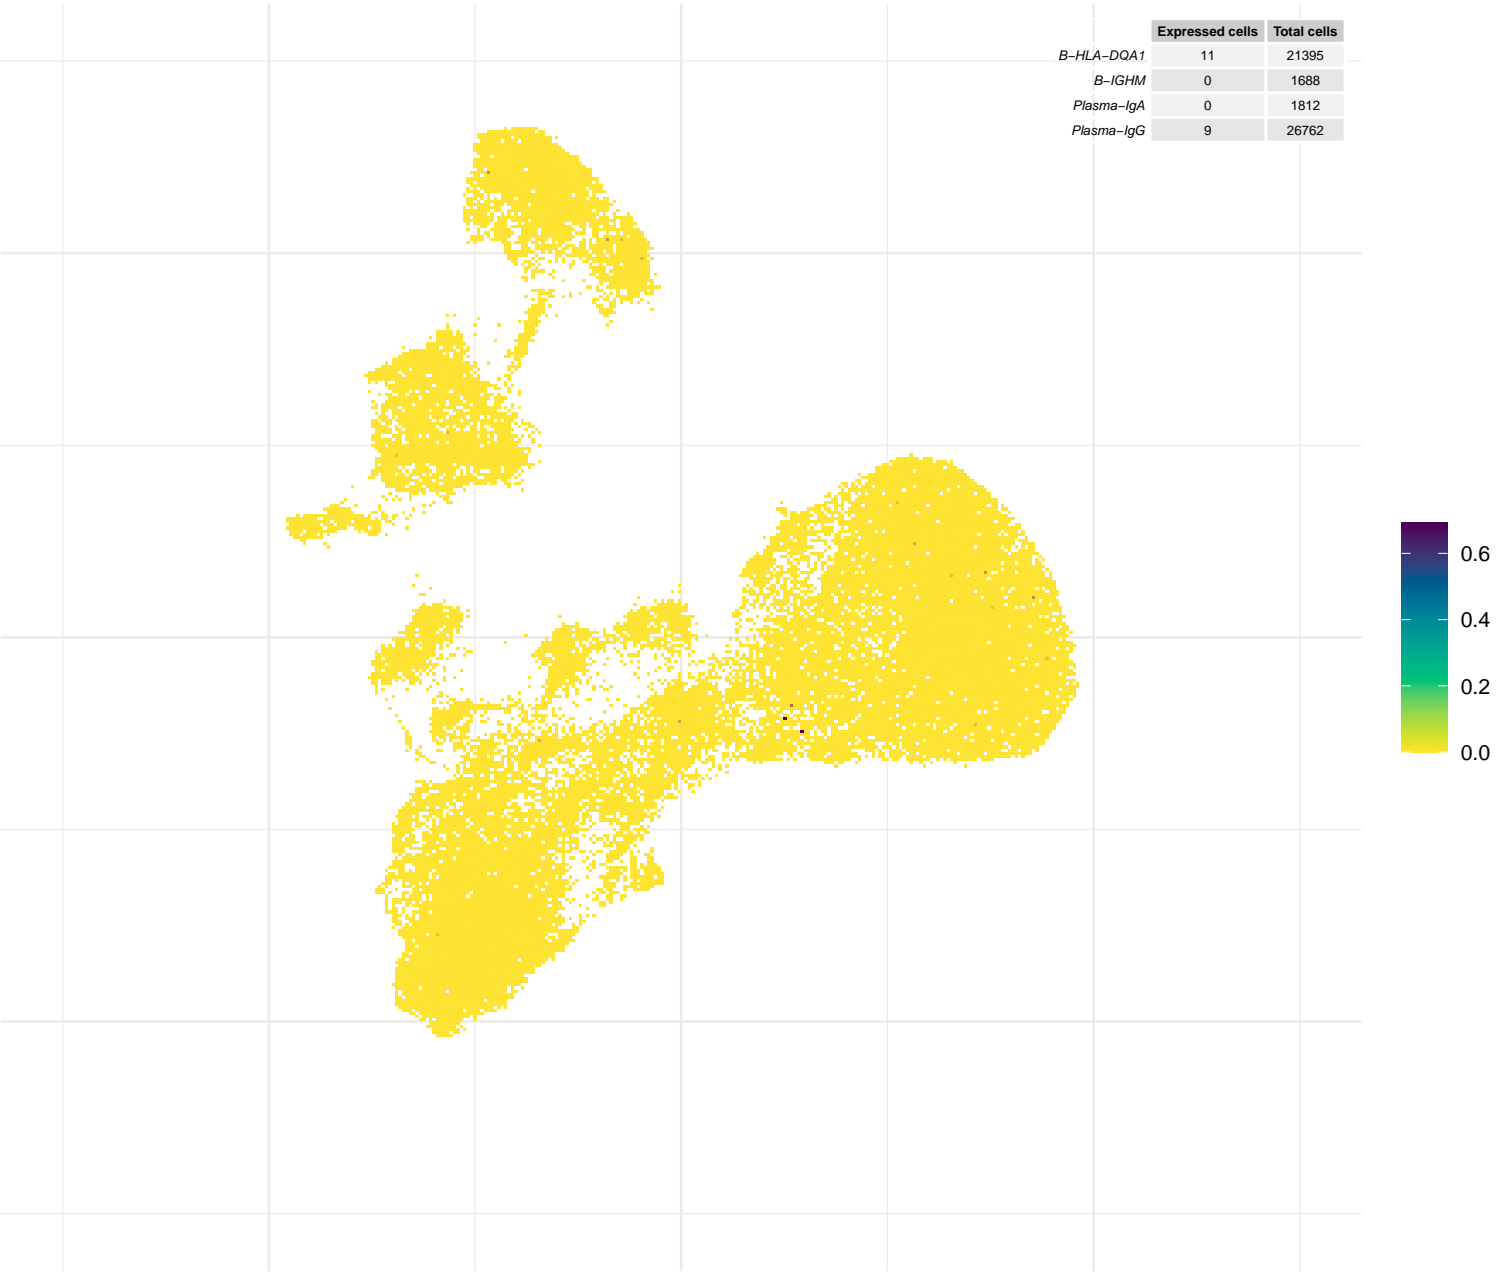 Expressed cells Total cells
B−HLA−DQA1 11 21395
B−IGHM 0 1688
Plasma−IgA 0 1812
Plasma−IgG 9 26762
0.6
0.4
0.2
0.0